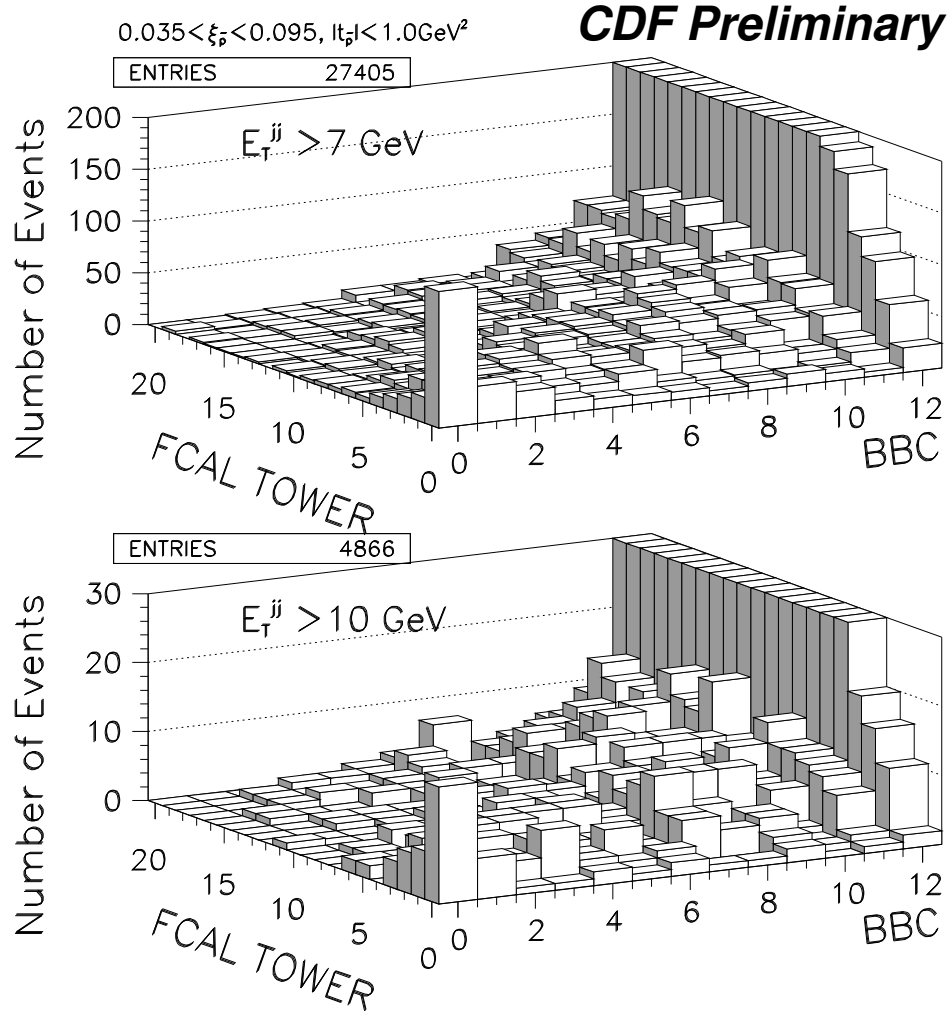 CDF Preliminary
0.035<ξp̄<0.095, |tp̄|<1.0GeV²
ENTRIES 27405
E_T^jj >7 GeV
Number of Events
200
150
100
50
0
20
15
10
5
0
FCAL TOWER
0
2
4
6
8
10
12
BBC
ENTRIES 4866
E_T^jj >10 GeV
Number of Events
30
20
10
0
20
15
10
5
0
FCAL TOWER
0
2
4
6
8
10
12
BBC